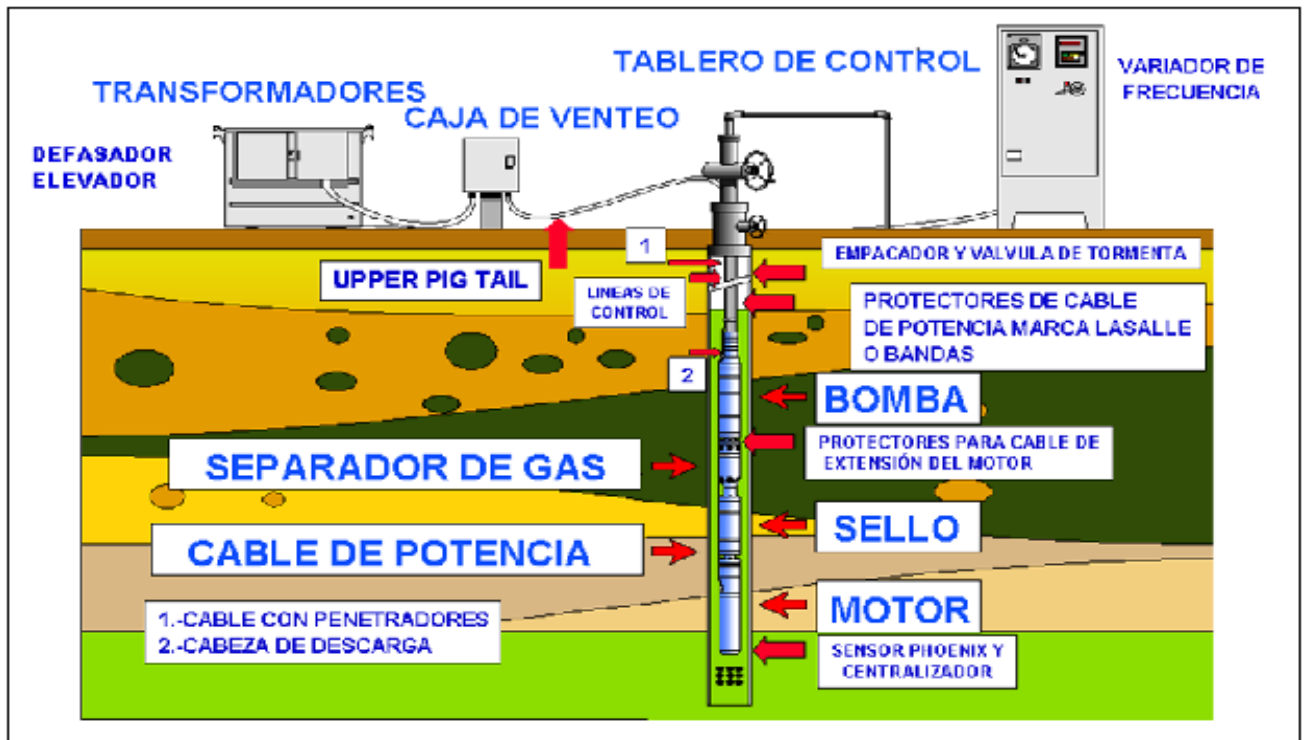 TABLERO DE CONTROL
VARIADOR DE
FRECUENCIA
TRANSFORMADORES
CAJA DE VENTEO
DEFASADOR
ELEVADOR
1
EMPACADOR Y VALVULA DE TORMENTA
UPPER PIG TAIL
LINEAS DE
CONTROL
PROTECTORES DE CABLE
DE POTENCIA MARCA LASALLE
O BANDAS
2
BOMBA
PROTECTORES PARA CABLE DE
EXTENSIÓN DEL MOTOR
SEPARADOR DE GAS
SELLO
CABLE DE POTENCIA
MOTOR
1.-CABLE CON PENETRADORES
2.-CABEZA DE DESCARGA
SENSOR PHOENIX Y
CENTRALIZADOR